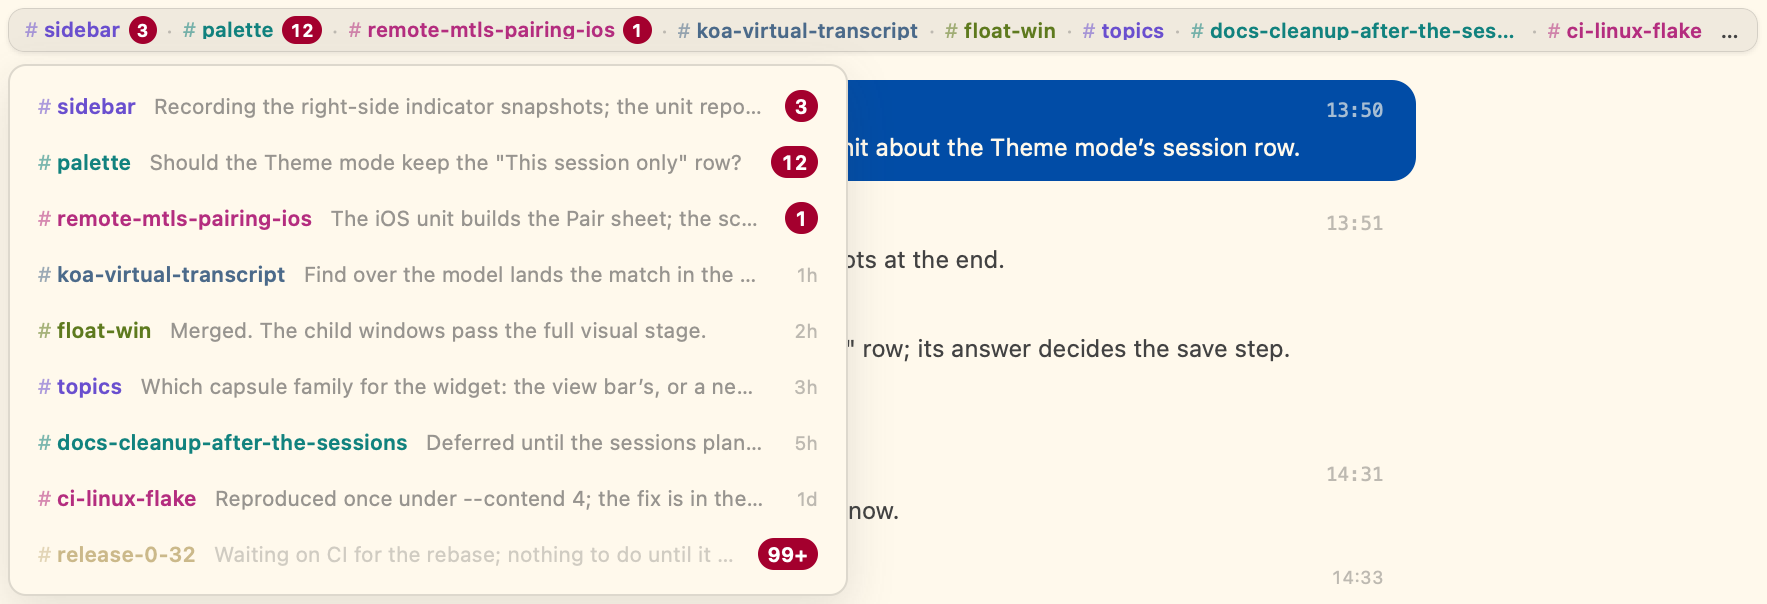 # sidebar 3 · # palette 12 · # remote-mtls-pairing-ios 1 · # koa-virtual-transcript · # float-win · # topics · # docs-cleanup-after-the-ses... · # ci-linux-flake ...
# sidebar Recording the right-side indicator snapshots; the unit repo... 3
# palette Should the Theme mode keep the "This session only" row? 12
# remote-mtls-pairing-ios The iOS unit builds the Pair sheet; the sc... 1
# koa-virtual-transcript Find over the model lands the match in the ... 1h
# float-win Merged. The child windows pass the full visual stage. 2h
# topics Which capsule family for the widget: the view bar’s, or a ne... 3h
# docs-cleanup-after-the-sessions Deferred until the sessions plan... 5h
# ci-linux-flake Reproduced once under --contend 4; the fix is in the... 1d
# release-0-32 Waiting on CI for the rebase; nothing to do until it ... 99+
13:50
about the Theme mode’s session row.
13:51
at the end.
" row; its answer decides the save step.
14:31
now.
14:33